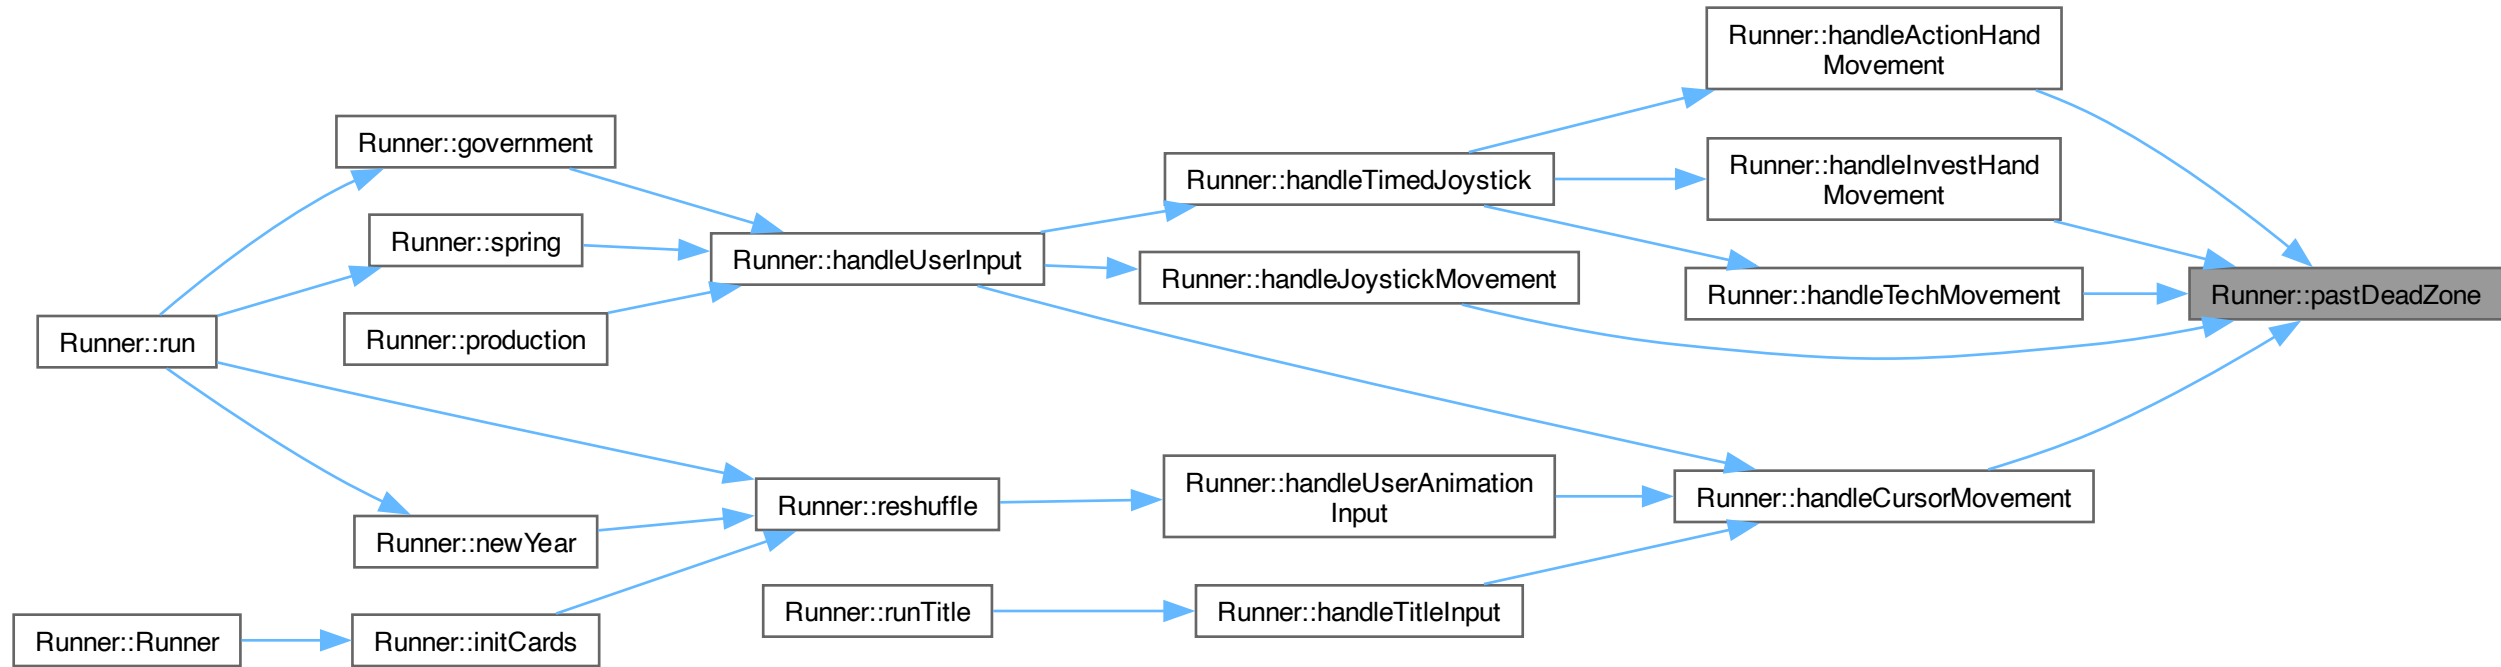 Runner::handleActionHand
Movement
Runner::government
Runner::handleTimedJoystick
Runner::handleInvestHand
Movement
Runner::spring
Runner::handleUserInput
Runner::handleJoystickMovement
Runner::handleTechMovement
Runner::pastDeadZone
Runner::run
Runner::production
Runner::reshuffle
Runner::handleUserAnimation
Input
Runner::handleCursorMovement
Runner::newYear
Runner::runTitle
Runner::handleTitleInput
Runner::Runner
Runner::initCards